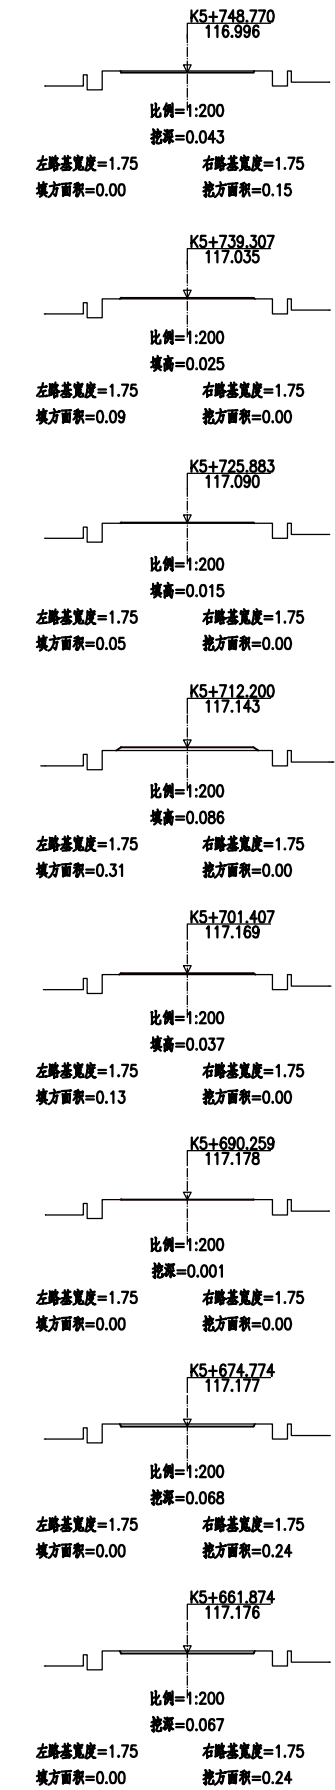 K5+748.770
116.996
比例=1:200
挖深=0.043
左路基宽度=1.75 右路基宽度=1.75
填方面积=0.00 挖方面积=0.15
K5+739.307
117.035
比例=1:200
填高=0.025
左路基宽度=1.75 右路基宽度=1.75
填方面积=0.09 挖方面积=0.00
K5+725.883
117.090
比例=1:200
填高=0.015
左路基宽度=1.75 右路基宽度=1.75
填方面积=0.05 挖方面积=0.00
K5+712.200
117.143
比例=1:200
填高=0.086
左路基宽度=1.75 右路基宽度=1.75
填方面积=0.31 挖方面积=0.00
K5+701.407
117.169
比例=1:200
填高=0.037
左路基宽度=1.75 右路基宽度=1.75
填方面积=0.13 挖方面积=0.00
K5+690.259
117.178
比例=1:200
挖深=0.001
左路基宽度=1.75 右路基宽度=1.75
填方面积=0.00 挖方面积=0.00
K5+674.774
117.177
比例=1:200
挖深=0.068
左路基宽度=1.75 右路基宽度=1.75
填方面积=0.00 挖方面积=0.24
K5+661.874
117.176
比例=1:200
挖深=0.067
左路基宽度=1.75 右路基宽度=1.75
填方面积=0.00 挖方面积=0.24